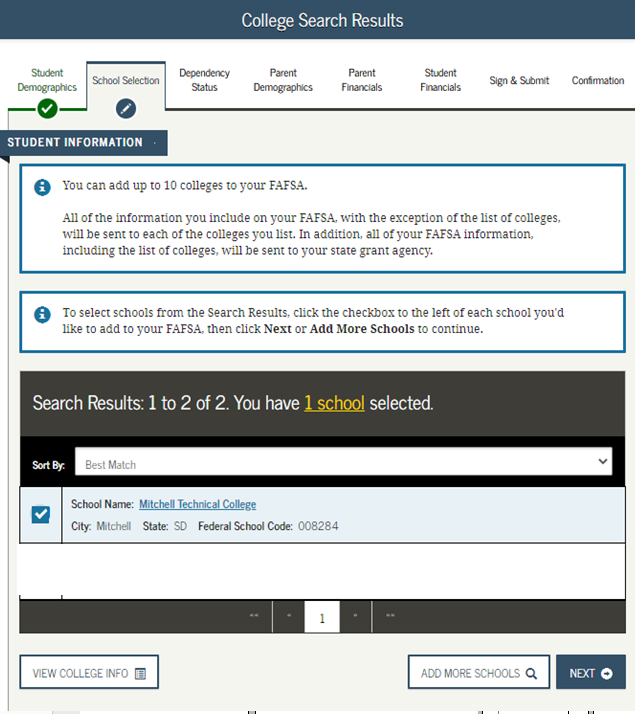 College Search Results
Student
Demographics
School Selection
Dependency
Status
Parent
Demographics
Parent
Financials
Student
Financials
Sign & Submit
Confirmation
STUDENT INFORMATION
You can add up to 10 colleges to your FAFSA.
All of the information you include on your FAFSA, with the exception of the list of colleges,
will be sent to each of the colleges you list. In addition, all of your FAFSA information,
including the list of colleges, will be sent to your state grant agency.
To select schools from the Search Results, click the checkbox to the left of each school you'd
like to add to your FAFSA, then click Next or Add More Schools to continue.
Search Results: 1 to 2 of 2. You have 1 school selected.
Sort By: Best Match
School Name: Mitchell Technical College
City: Mitchell State: SD Federal School Code: 008284
1
VIEW COLLEGE INFO
ADD MORE SCHOOLS
NEXT